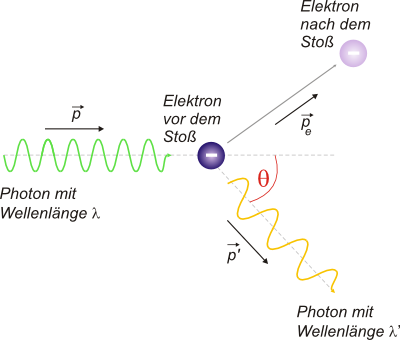 Elektron
nach dem
Stoß
Elektron
vor dem
Stoß
p⃗
p⃗e
θ
Photon mit
Wellenlänge λ
p⃗'
Photon mit
Wellenlänge λ'